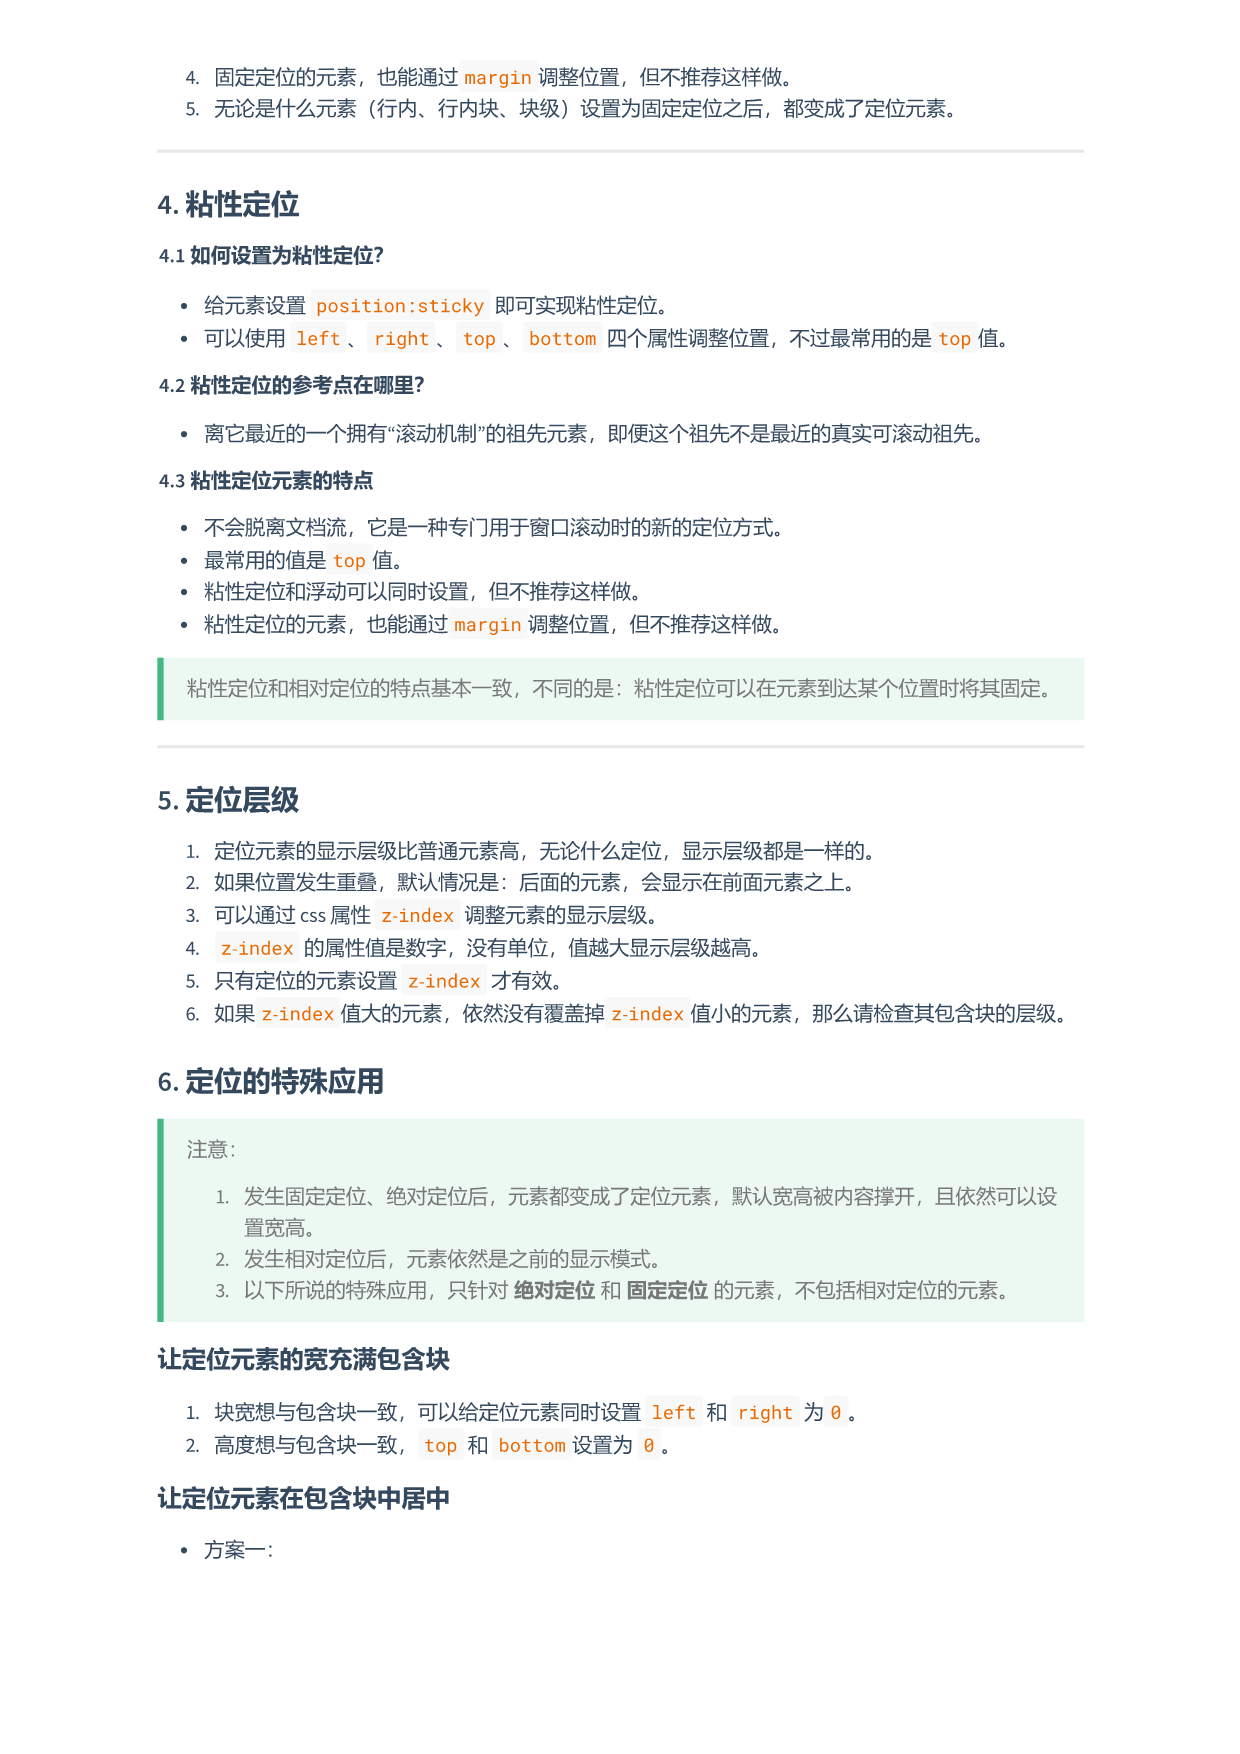 4. 固定定位的元素，也能通过 margin 调整位置，但不推荐这样做。
5. 无论是什么元素（行内、行内块、块级）设置为固定定位之后，都变成了定位元素。
4. 粘性定位
4.1 如何设置为粘性定位？
• 给元素设置 position:sticky 即可实现粘性定位。
• 可以使用 left 、 right 、 top 、 bottom 四个属性调整位置，不过最常用的是 top 值。
4.2 粘性定位的参考点在哪里？
• 离它最近的一个拥有“滚动机制”的祖先元素，即便这个祖先不是最近的真实可滚动祖先。
4.3 粘性定位元素的特点
• 不会脱离文档流，它是一种专门用于窗口滚动时的新的定位方式。
• 最常用的值是 top 值。
• 粘性定位和浮动可以同时设置，但不推荐这样做。
• 粘性定位的元素，也能通过 margin 调整位置，但不推荐这样做。
粘性定位和相对定位的特点基本一致，不同的是：粘性定位可以在元素到达某个位置时将其固定。
5. 定位层级
1. 定位元素的显示层级比普通元素高，无论什么定位，显示层级都是一样的。
2. 如果位置发生重叠，默认情况是：后面的元素，会显示在前面元素之上。
3. 可以通过 css 属性 z-index 调整元素的显示层级。
4. z-index 的属性值是数字，没有单位，值越大显示层级越高。
5. 只有定位的元素设置 z-index 才有效。
6. 如果 z-index 值大的元素，依然没有覆盖掉 z-index 值小的元素，那么请检查其包含块的层级。
6. 定位的特殊应用
注意：
1. 发生固定定位、绝对定位后，元素都变成了定位元素，默认宽高被内容撑开，且依然可以设
置宽高。
2. 发生相对定位后，元素依然是之前的显示模式。
3. 以下所说的特殊应用，只针对 绝对定位 和 固定定位 的元素，不包括相对定位的元素。
让定位元素的宽充满包含块
1. 块宽想与包含块一致，可以给定位元素同时设置 left 和 right 为 0 。
2. 高度想与包含块一致， top 和 bottom 设置为 0 。
让定位元素在包含块中居中
• 方案一：